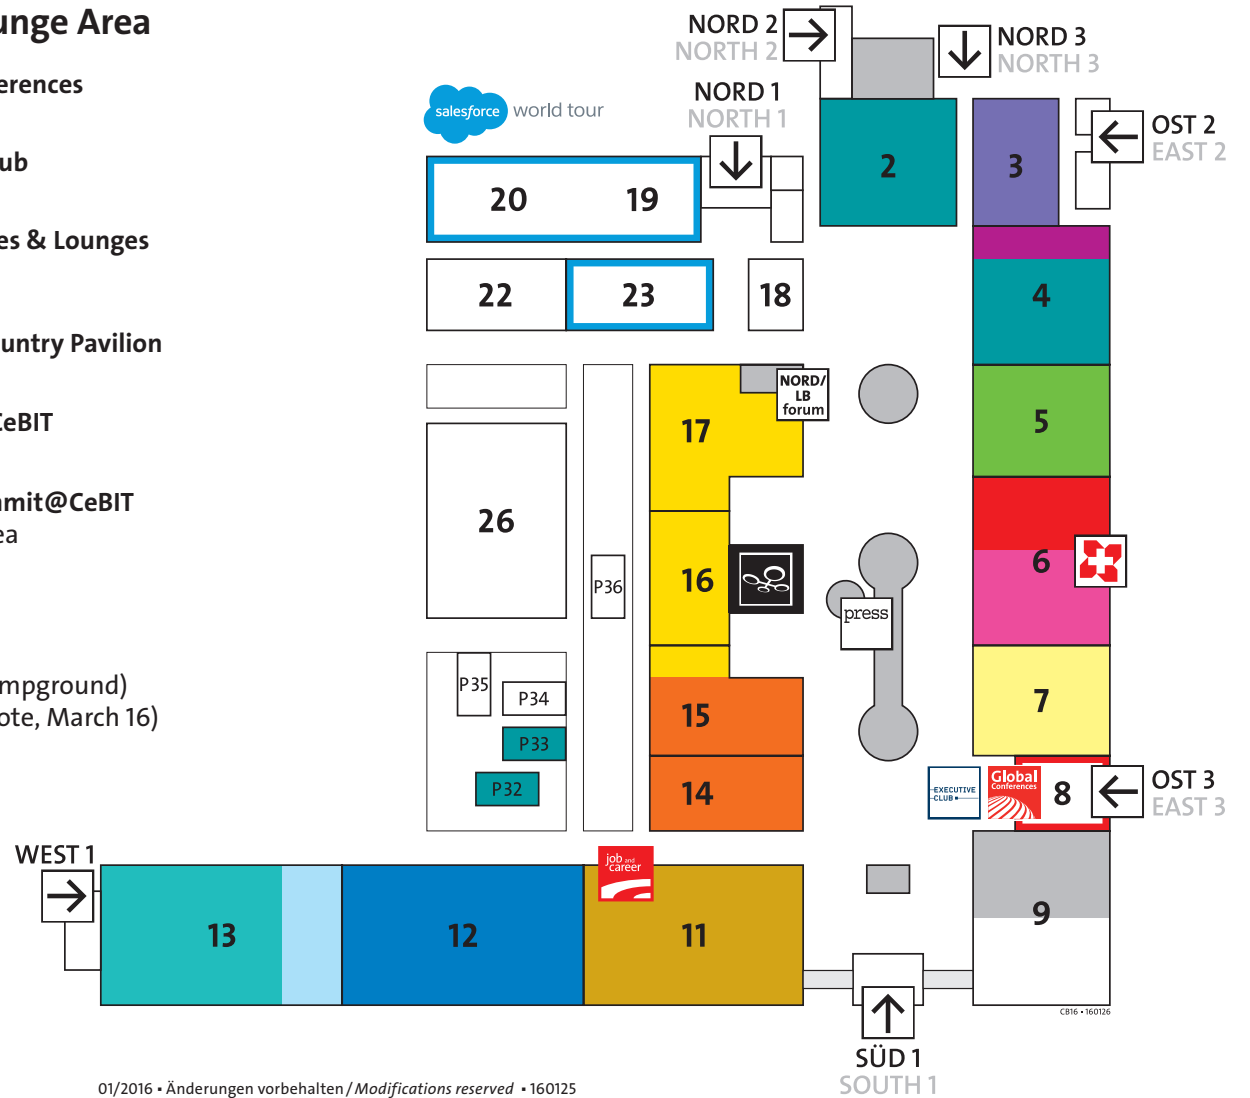 unge Area
erences
ub
es & Lounges
untry Pavilion
CeBIT
mit@CeBIT
ea
mpground)
ote, March 16)
NORD 2
NORTH 2
NORD 3
NORTH 3
NORD 1
NORTH 1
OST 2
EAST 2
salesforce world tour
2
3
20
19
22
23
18
4
NORD/
LB
forum
17
5
26
P36
16
6
press
P35
P34
P33
P32
15
7
14
EXECUTIVE
CLUB
Global
Conferences
8
OST 3
EAST 3
WEST 1
job and
career
13
12
11
9
CB16 • 160126
SÜD 1
SOUTH 1
01/2016 ▪ Änderungen vorbehalten / Modifications reserved ▪ 160125